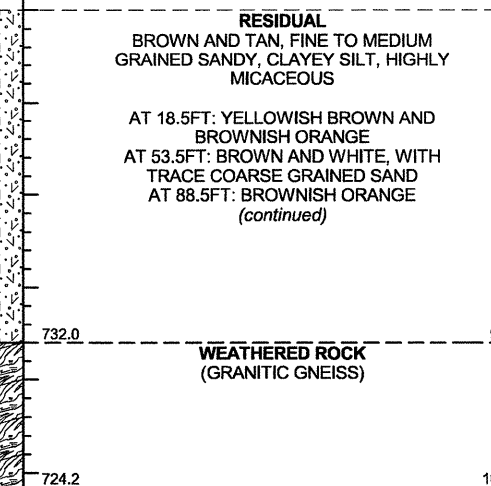 RESIDUAL
BROWN AND TAN, FINE TO MEDIUM
GRAINED SANDY, CLAYEY SILT, HIGHLY
MICACEOUS
AT 18.5FT: YELLOWISH BROWN AND
BROWNISH ORANGE
AT 53.5FT: BROWN AND WHITE, WITH
TRACE COARSE GRAINED SAND
AT 88.5FT: BROWNISH ORANGE
(continued)
732.0
WEATHERED ROCK
(GRANITIC GNEISS)
724.2